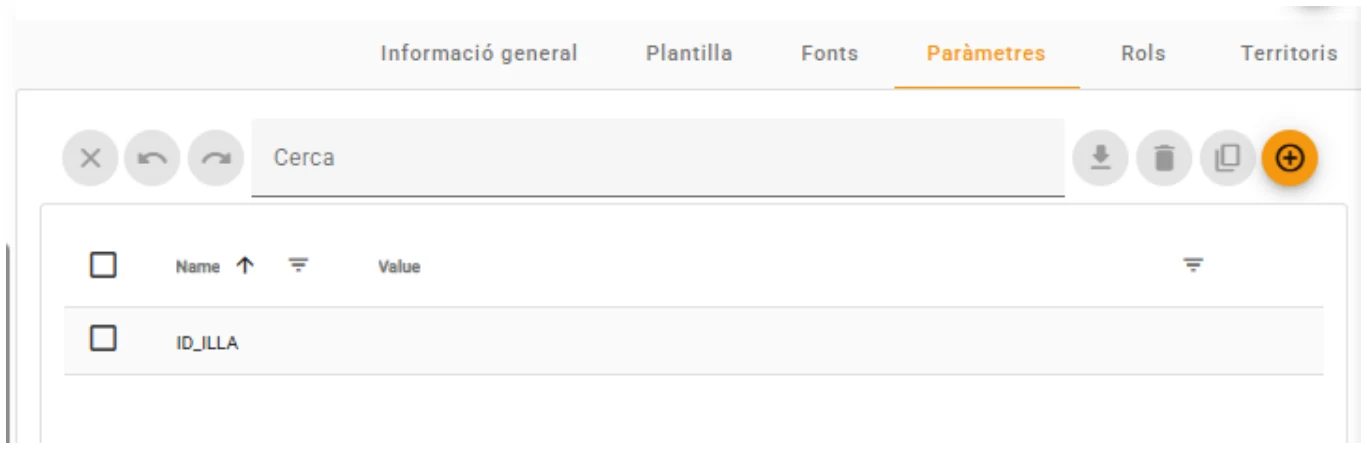 Informació general Plantilla Fonts Paràmetres Rols Territoris
Cerca
Name Value
ID_ILLA